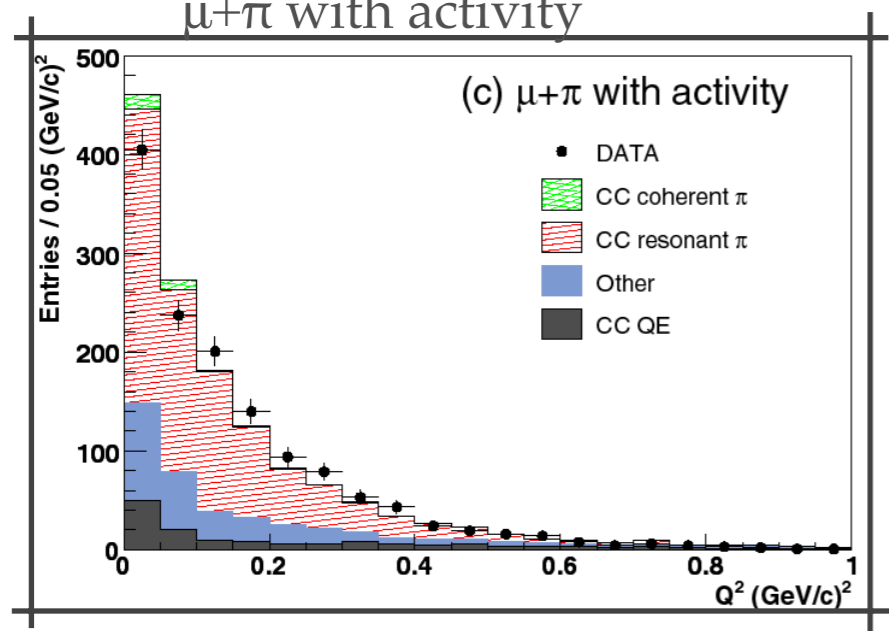 μ+π with activity
(c) μ+π with activity
DATA
CC coherent π
CC resonant π
Other
CC QE
Entries / 0.05 (GeV/c)²
500
400
300
200
100
0
0 0.2 0.4 0.6 0.8 1
Q² (GeV/c)²